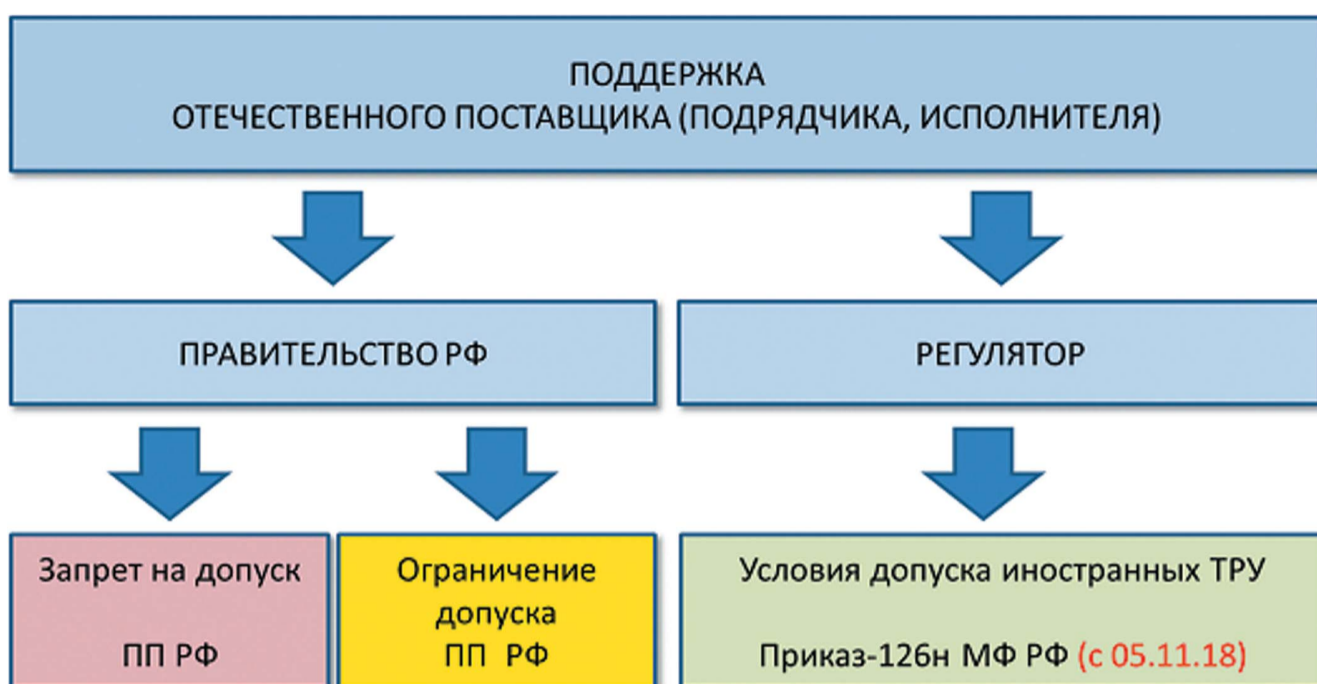 ПОДДЕРЖКА
ОТЕЧЕСТВЕННОГО ПОСТАВЩИКА (ПОДРЯДЧИКА, ИСПОЛНИТЕЛЯ)
ПРАВИТЕЛЬСТВО РФ
РЕГУЛЯТОР
Запрет на допуск
ПП РФ
Ограничение
допуска
ПП РФ
Условия допуска иностранных ТРУ
Приказ-126н МФ РФ (с 05.11.18)